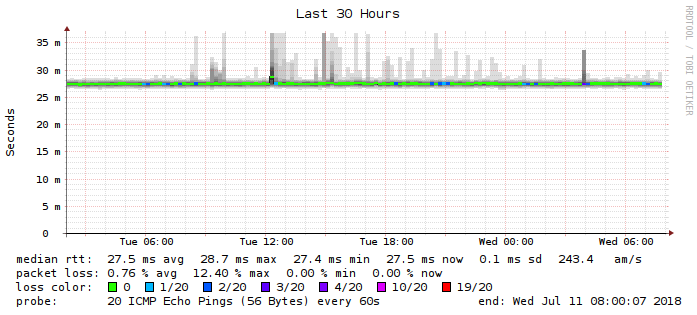 Last 30 Hours
RRDTOOL / TOBI OETIKER
Seconds
35 m
30 m
25 m
20 m
15 m
10 m
5 m
0
Tue 06:00 Tue 12:00 Tue 18:00 Wed 00:00 Wed 06:00
median rtt: 27.5 ms avg 28.7 ms max 27.4 ms min 27.5 ms now 0.1 ms sd 243.4 am/s
packet loss: 0.76 % avg 12.40 % max 0.00 % min 0.00 % now
loss color: 0 1/20 2/20 3/20 4/20 10/20 19/20
probe: 20 ICMP Echo Pings (56 Bytes) every 60s end: Wed Jul 11 08:00:07 2018